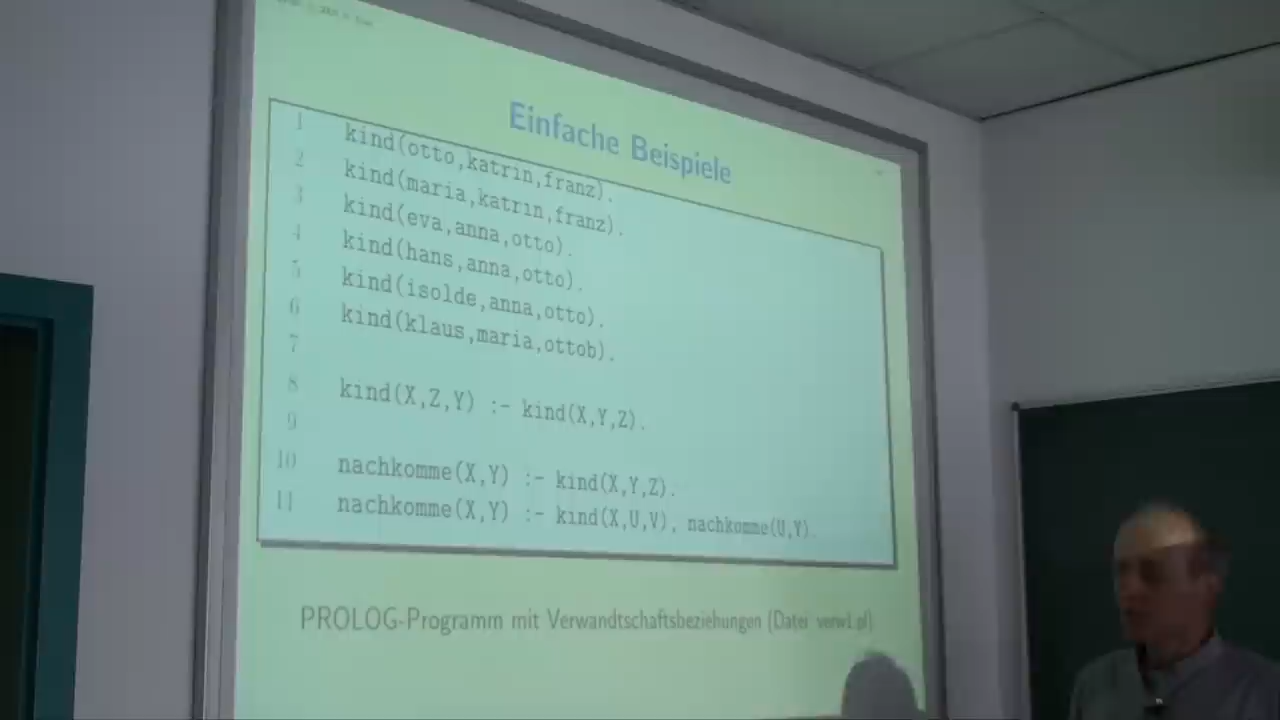 Einfache Beispiele
1 kind(otto,katrin,franz).
2 kind(maria,katrin,franz).
3 kind(eva,anna,otto).
4 kind(hans,anna,otto).
5 kind(isolde,anna,otto).
6 kind(klaus,maria,ottob).
7
8 kind(X,Z,Y) :- kind(X,Y,Z).
9
10 nachkomme(X,Y) :- kind(X,Y,Z).
11 nachkomme(X,Y) :- kind(X,U,V), nachkomme(U,Y).
PROLOG-Programm mit Verwandtschaftsbeziehungen (Datei verw1.pl)